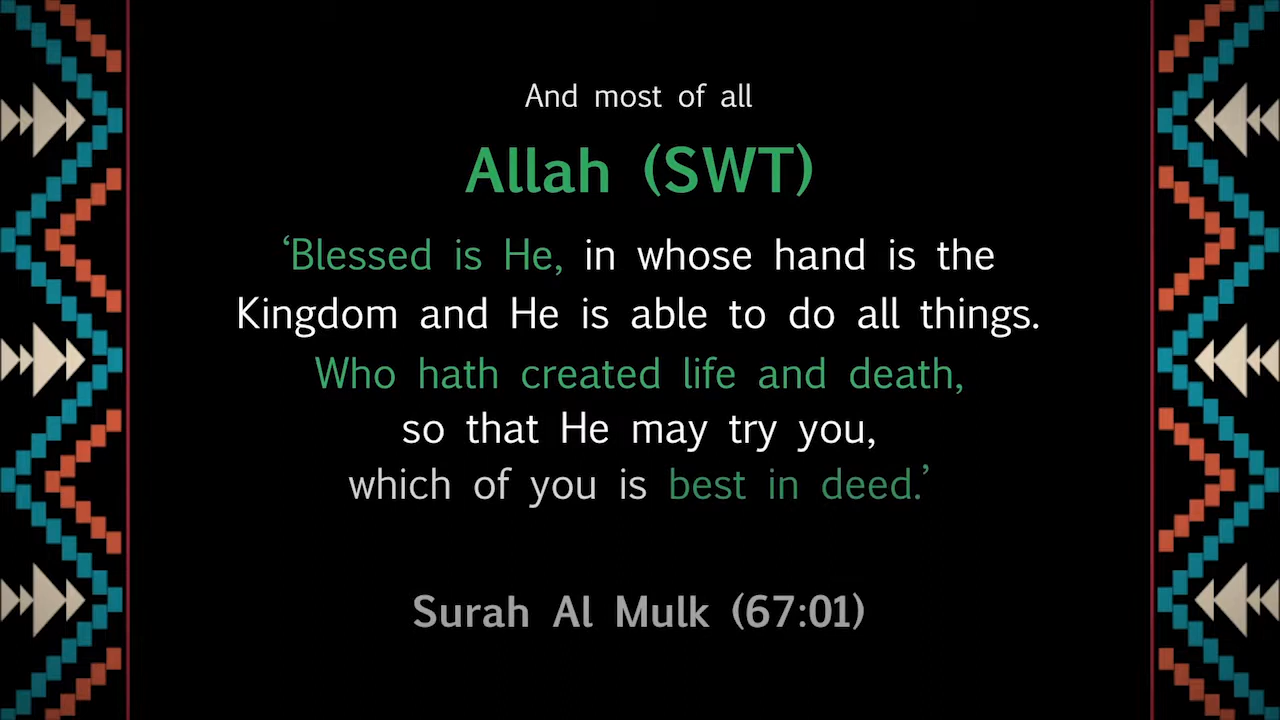 And most of all
Allah (SWT)
‘Blessed is He, in whose hand is the
Kingdom and He is able to do all things.
Who hath created life and death,
so that He may try you,
which of you is best in deed.’
Surah Al Mulk (67:01)